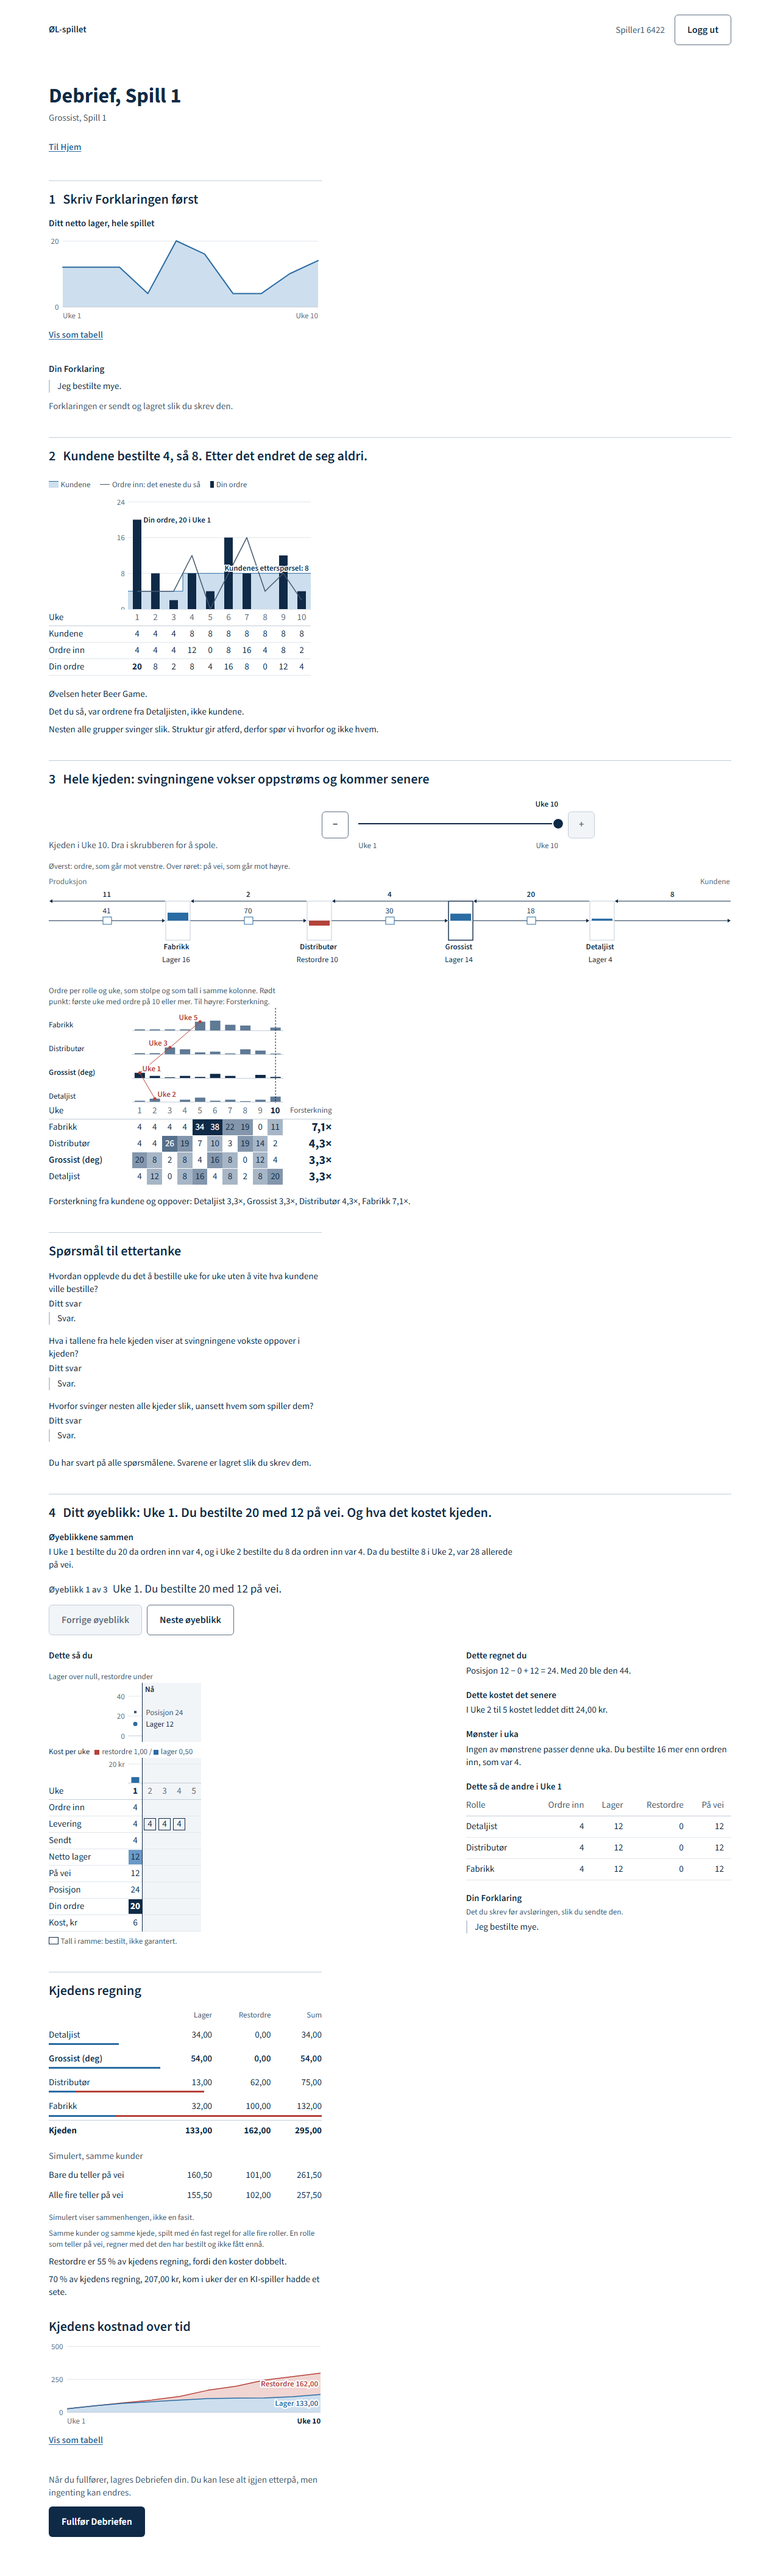 ØL-spillet
Spiller1 6422
Logg ut
Debrief, Spill 1
Grossist, Spill 1
Til Hjem
1 Skriv Forklaringen først
Ditt netto lager, hele spillet
20
0
Uke 1 Uke 10
Vis som tabell
Din Forklaring
Jeg bestilte mye.
Forklaringen er sendt og lagret slik du skrev den.
2 Kundene bestilte 4, så 8. Etter det endret de seg aldri.
Kundene Ordre inn: det eneste du så Din ordre
24
Din ordre, 20 i Uke 1
16
Kundenes etterspørsel: 8
8
0
Uke 1 2 3 4 5 6 7 8 9 10
Kundene 4 4 4 8 8 8 8 8 8 8
Ordre inn 4 4 4 12 0 8 16 4 8 2
Din ordre 20 8 2 8 4 16 8 0 12 4
Øvelsen heter Beer Game.
Det du så, var ordrene fra Detaljisten, ikke kundene.
Nesten alle grupper svinger slik. Struktur gir atferd, derfor spør vi hvorfor og ikke hvem.
3 Hele kjeden: svingningene vokser oppstrøms og kommer senere
Uke 10
− +
Kjeden i Uke 10. Dra i skrubberen for å spole.
Uke 1 Uke 10
Øverst: ordre, som går mot venstre. Over røret: på vei, som går mot høyre.
Produksjon Kundene
11 2 4 20 8
41 70 30 18
Fabrikk Distributør Grossist Detaljist
Lager 16 Restordre 10 Lager 14 Lager 4
Ordre per rolle og uke, som stolpe og som tall i samme kolonne. Rødt
punkt: første uke med ordre på 10 eller mer. Til høyre: Forsterkning.
Uke 5
Fabrikk
Uke 3
Distributør
Uke 1
Grossist (deg)
Uke 2
Detaljist
Uke 1 2 3 4 5 6 7 8 9 10 Forsterkning
Fabrikk 4 4 4 4 34 38 22 19 0 11 7,1×
Distributør 4 4 26 19 7 10 3 19 14 2 4,3×
Grossist (deg) 20 8 2 8 4 16 8 0 12 4 3,3×
Detaljist 4 12 0 8 16 4 8 2 8 20 3,3×
Forsterkning fra kundene og oppover: Detaljist 3,3×, Grossist 3,3×, Distributør 4,3×, Fabrikk 7,1×.
Spørsmål til ettertanke
Hvordan opplevde du det å bestille uke for uke uten å vite hva kundene
ville bestille?
Ditt svar
Svar.
Hva i tallene fra hele kjeden viser at svingningene vokste oppover i
kjeden?
Ditt svar
Svar.
Hvorfor svinger nesten alle kjeder slik, uansett hvem som spiller dem?
Ditt svar
Svar.
Du har svart på alle spørsmålene. Svarene er lagret slik du skrev dem.
4 Ditt øyeblikk: Uke 1. Du bestilte 20 med 12 på vei. Og hva det kostet kjeden.
Øyeblikkene sammen
I Uke 1 bestilte du 20 da ordren inn var 4, og i Uke 2 bestilte du 8 da ordren inn var 4. Da du bestilte 8 i Uke 2, var 28 allerede
på vei.
Øyeblikk 1 av 3 Uke 1. Du bestilte 20 med 12 på vei.
Forrige øyeblikk
Neste øyeblikk
Dette så du
Lager over null, restordre under
Nå
40
20
0
Posisjon 24
Lager 12
Kost per uke restordre 1,00 / lager 0,50
20 kr
Uke 1 2 3 4 5
Ordre inn 4
Levering 4 4 4 4
Sendt 4
Netto lager 12
På vei 12
Posisjon 24
Din ordre 20
Kost, kr 6
Tall i ramme: bestilt, ikke garantert.
Dette regnet du
Posisjon 12 − 0 + 12 = 24. Med 20 ble den 44.
Dette kostet det senere
I Uke 2 til 5 kostet leddet ditt 24,00 kr.
Mønster i uka
Ingen av mønstrene passer denne uka. Du bestilte 16 mer enn ordren
inn, som var 4.
Dette så de andre i Uke 1
Rolle Ordre inn Lager Restordre På vei
Detaljist 4 12 0 12
Distributør 4 12 0 12
Fabrikk 4 12 0 12
Din Forklaring
Det du skrev før avsløringen, slik du sendte den.
Jeg bestilte mye.
Kjedens regning
Lager Restordre Sum
Detaljist 34,00 0,00 34,00
Grossist (deg) 54,00 0,00 54,00
Distributør 13,00 62,00 75,00
Fabrikk 32,00 100,00 132,00
Kjeden 133,00 162,00 295,00
Simulert, samme kunder
Bare du teller på vei 160,50 101,00 261,50
Alle fire teller på vei 155,50 102,00 257,50
Simulert viser sammenhengen, ikke en fasit.
Samme kunder og samme kjede, spilt med én fast regel for alle fire roller. En rolle
som teller på vei, regner med det den har bestilt og ikke fått ennå.
Restordre er 55 % av kjedens regning, fordi den koster dobbelt.
70 % av kjedens regning, 207,00 kr, kom i uker der en KI-spiller hadde et
sete.
Kjedens kostnad over tid
500
250
Restordre 162,00
Lager 133,00
0
Uke 1 Uke 10
Vis som tabell
Når du fullfører, lagres Debriefen din. Du kan lese alt igjen etterpå, men
ingenting kan endres.
Fullfør Debriefen